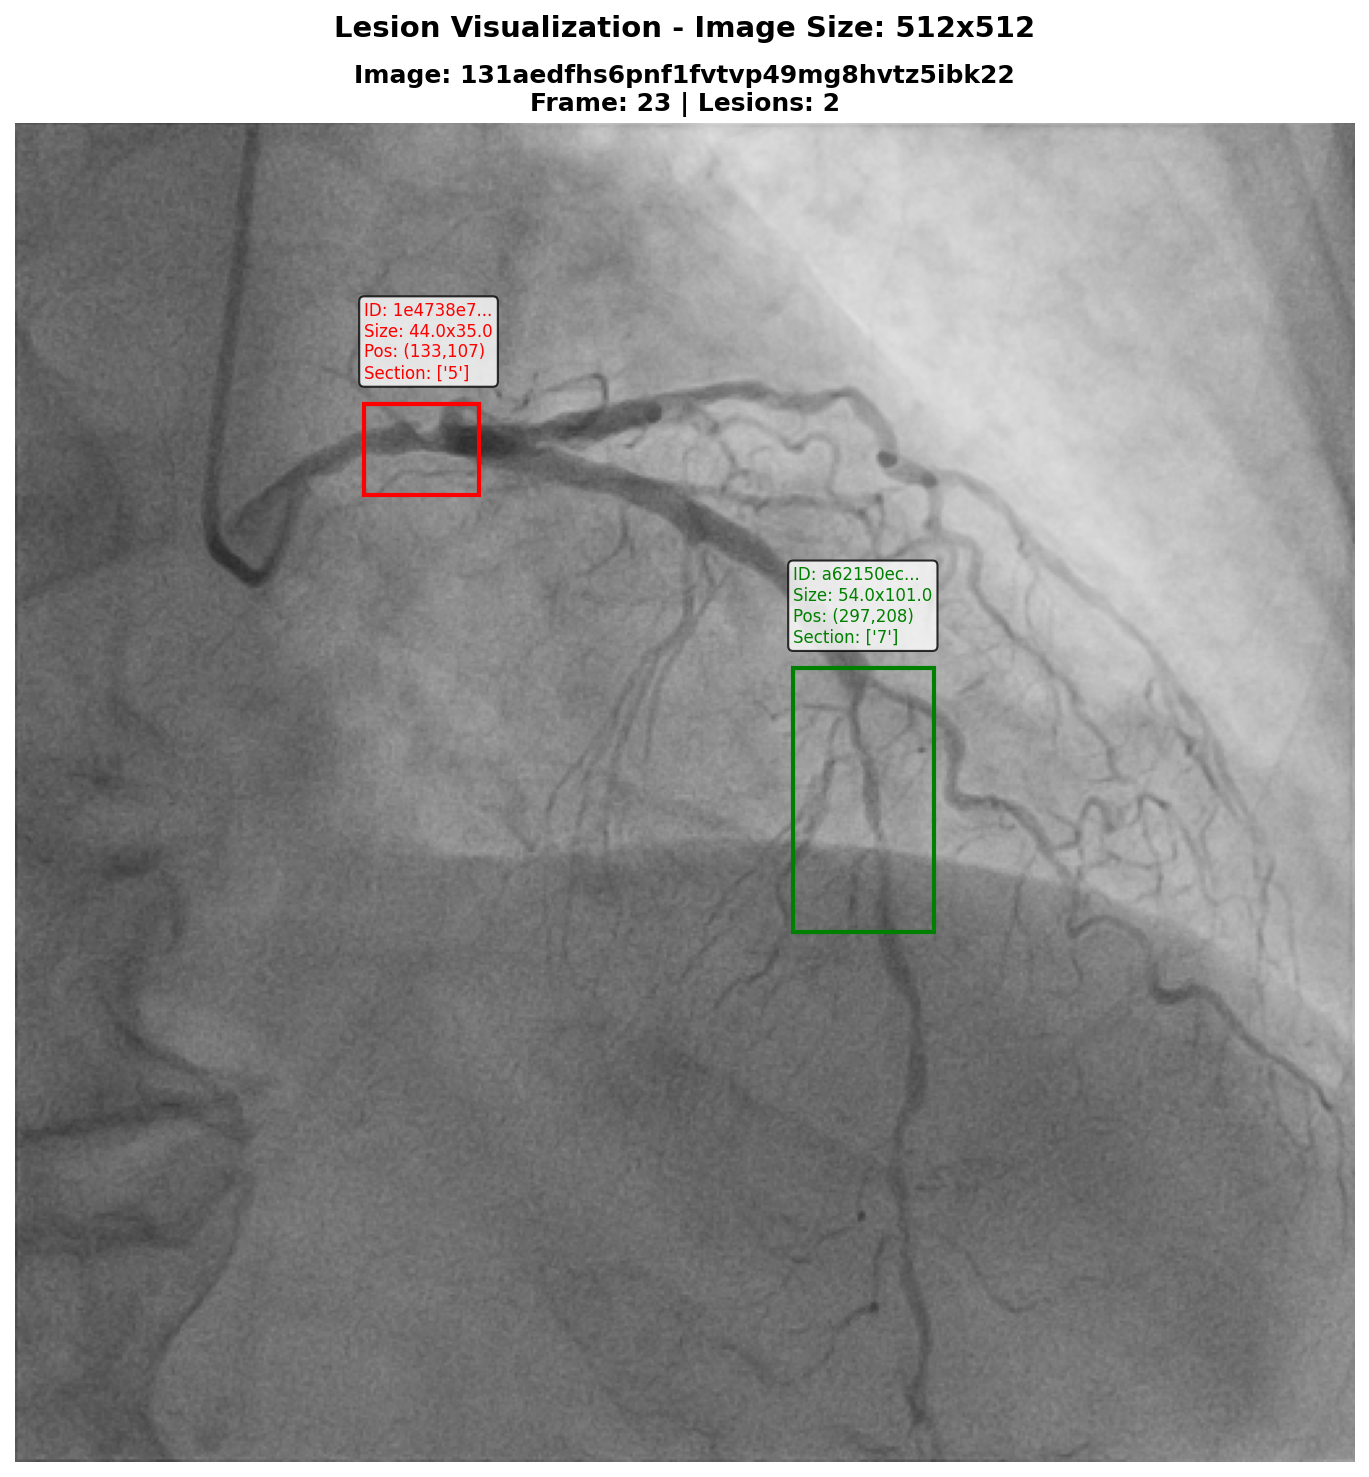 Lesion Visualization - Image Size: 512x512
Image: 131aedfhs6pnf1fvtvp49mg8hvtz5ibk22
Frame: 23 | Lesions: 2
ID: 1e4738e7...
Size: 44.0x35.0
Pos: (133,107)
Section: ['5']
ID: a62150ec...
Size: 54.0x101.0
Pos: (297,208)
Section: ['7']